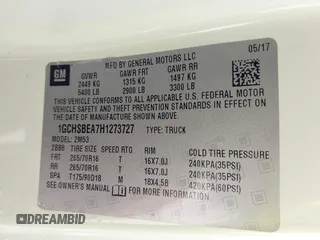 GM
MFD BY GENERAL MOTORS LLC
05/17
GVWR GAWR FRT GAWR RR
2449 KG 1315 KG 1497 KG
5400 LB 2900 LB 3300 LB
THIS VEHICLE CONFORMS TO ALL APPLICABLE U.S. FEDERAL
MOTOR VEHICLE SAFETY, BUMPER, AND THEFT PREVENTION STANDARDS
IN EFFECT ON THE DATE OF MANUFACTURE SHOWN ABOVE.
1GCHSBEA7H1273727 TYPE: TRUCK
MODEL: 2M53
TIRE SIZE SPEED RTG RIM COLD TIRE PRESSURE
FRT 265/70R16 T 16X7.0J 240KPA(35PSI)
RR 265/70R16 T 16X7.0J 240KPA(35PSI)
SPA T175/90D18 M 18X4.5B 420KPA(60PSI)
SEE OWNER'S MANUAL FOR MORE INFORMATION.
DREAMBID